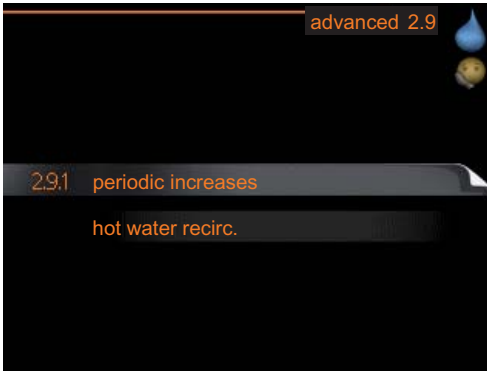 advanced 2.9
2.9.1 periodic increases
hot water recirc.